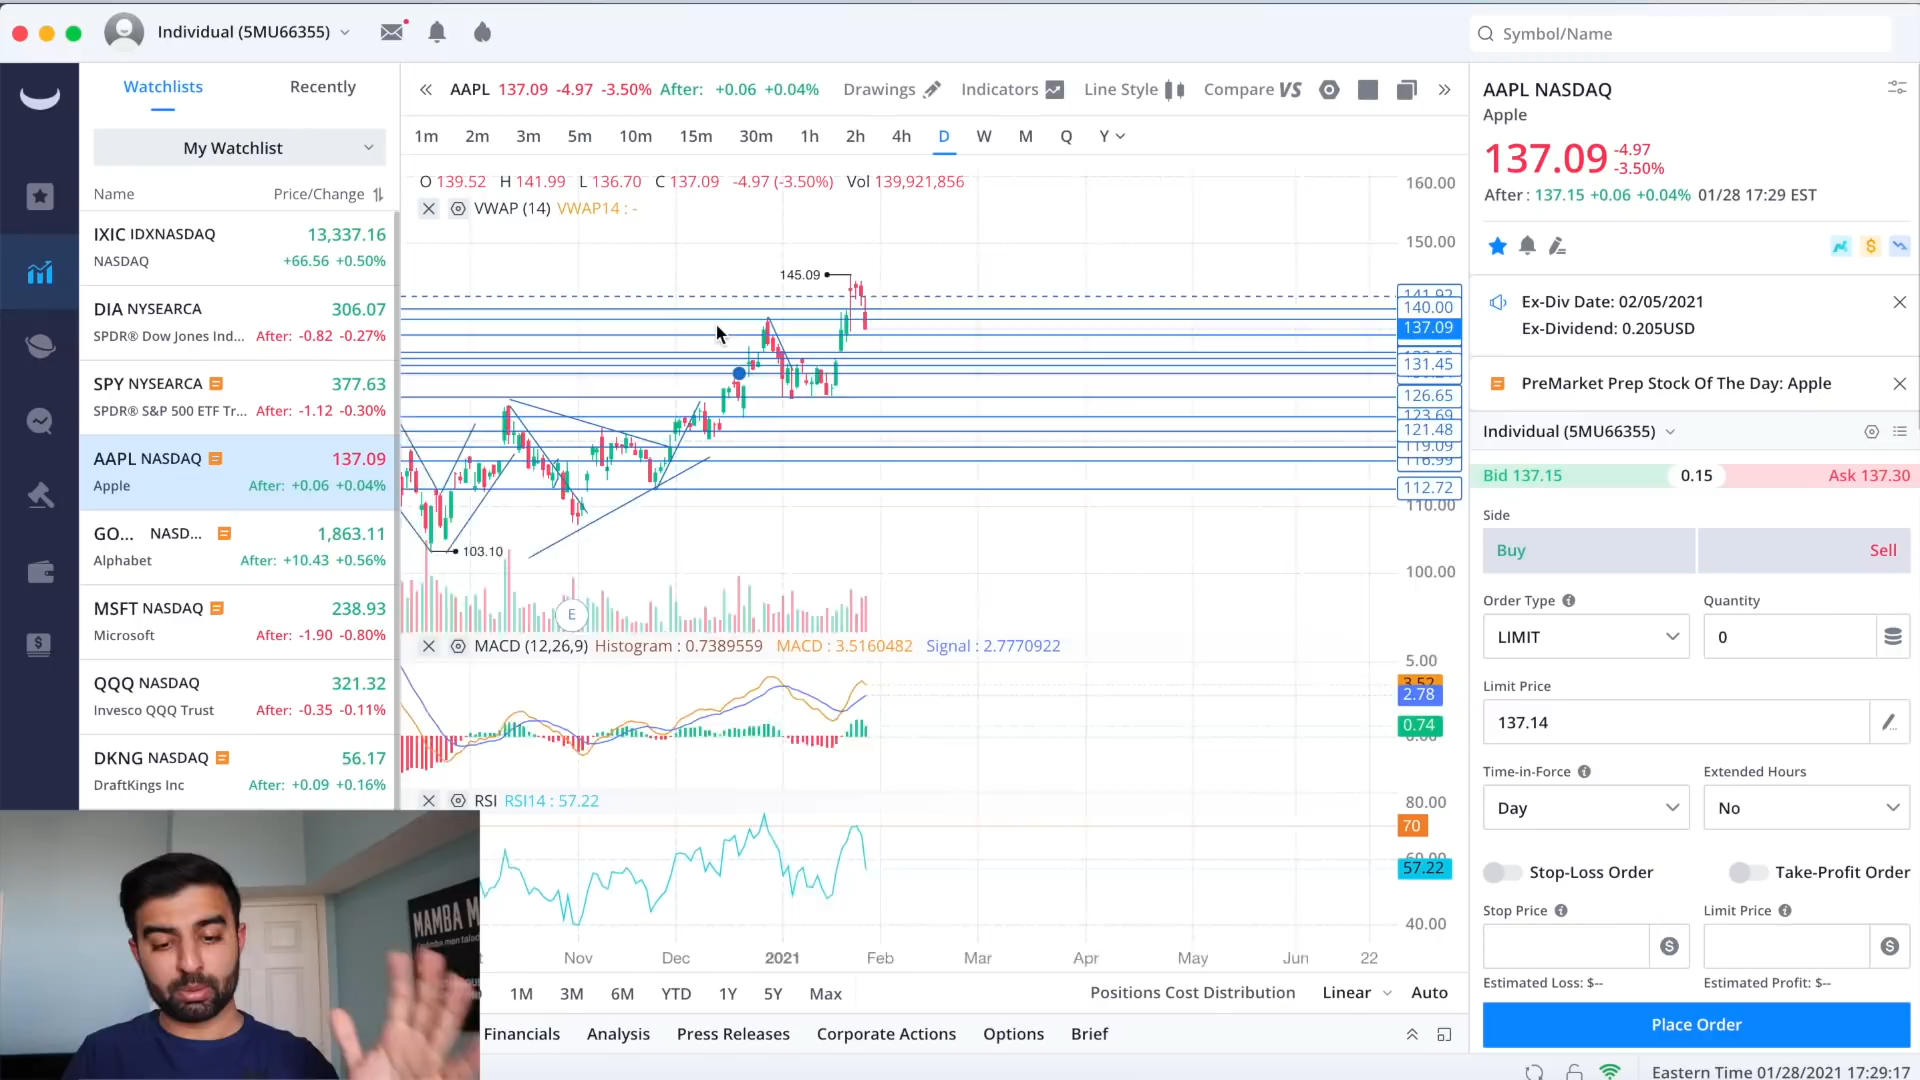 Individual (5MU66355)
Symbol/Name
Watchlists Recently
My Watchlist
Name Price/Change
IXIC IDXNASDAQ 13,337.16
NASDAQ +66.56 +0.50%
DIA NYSEARCA 306.07
SPDR® Dow Jones Ind... After: -0.82 -0.27%
SPY NYSEARCA 377.63
SPDR® S&P 500 ETF Tr... After: -1.12 -0.30%
AAPL NASDAQ 137.09
Apple After: +0.06 +0.04%
GO... NASD... 1,863.11
Alphabet After: +10.43 +0.56%
MSFT NASDAQ 238.93
Microsoft After: -1.90 -0.80%
QQQ NASDAQ 321.32
Invesco QQQ Trust After: -0.35 -0.11%
DKNG NASDAQ 56.17
DraftKings Inc After: +0.09 +0.16%
MAMBA M
AAPL 137.09 -4.97 -3.50% After: +0.06 +0.04% Drawings Indicators Line Style Compare VS
1m 2m 3m 5m 10m 15m 30m 1h 2h 4h D W M Q Y
O 139.52 H 141.99 L 136.70 C 137.09 -4.97 (-3.50%) Vol 139,921,856
VWAP (14) VWAP14 : -
160.00
150.00
145.09
141.92
140.00
137.09
131.45
126.65
123.69
121.48
119.09
116.99
112.72
110.00
103.10
100.00
E
MACD (12,26,9) Histogram : 0.7389559 MACD : 3.5160482 Signal : 2.7770922
5.00
3.52
2.78
0.74
RSI RSI14 : 57.22
80.00
70
57.22
40.00
Nov Dec 2021 Feb Mar Apr May Jun 22
1M 3M 6M YTD 1Y 5Y Max Positions Cost Distribution Linear Auto
Financials Analysis Press Releases Corporate Actions Options Brief
AAPL NASDAQ
Apple
137.09 -4.97
-3.50%
After : 137.15 +0.06 +0.04% 01/28 17:29 EST
Ex-Div Date: 02/05/2021
Ex-Dividend: 0.205USD
PreMarket Prep Stock Of The Day: Apple
Individual (5MU66355)
Bid 137.15 0.15 Ask 137.30
Side
Buy Sell
Order Type Quantity
LIMIT 0
Limit Price
137.14
Time-in-Force Extended Hours
Day No
Stop-Loss Order Take-Profit Order
Stop Price Limit Price
Estimated Loss: $-- Estimated Profit: $--
Place Order
Eastern Time 01/28/2021 17:29:17